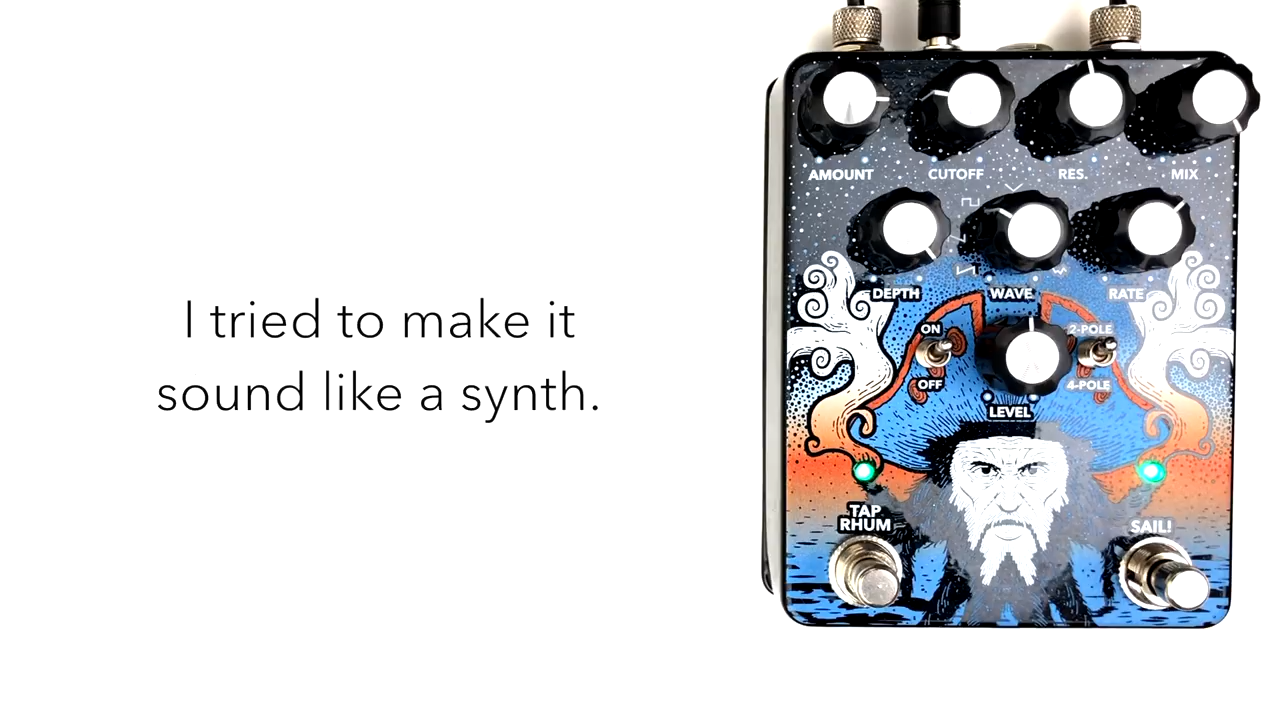 I tried to make it
sound like a synth.
AMOUNT CUTOFF RES. MIX
DEPTH WAVE RATE
ON
OFF
2-POLE
4-POLE
LEVEL
TAP
RHUM
SAIL!